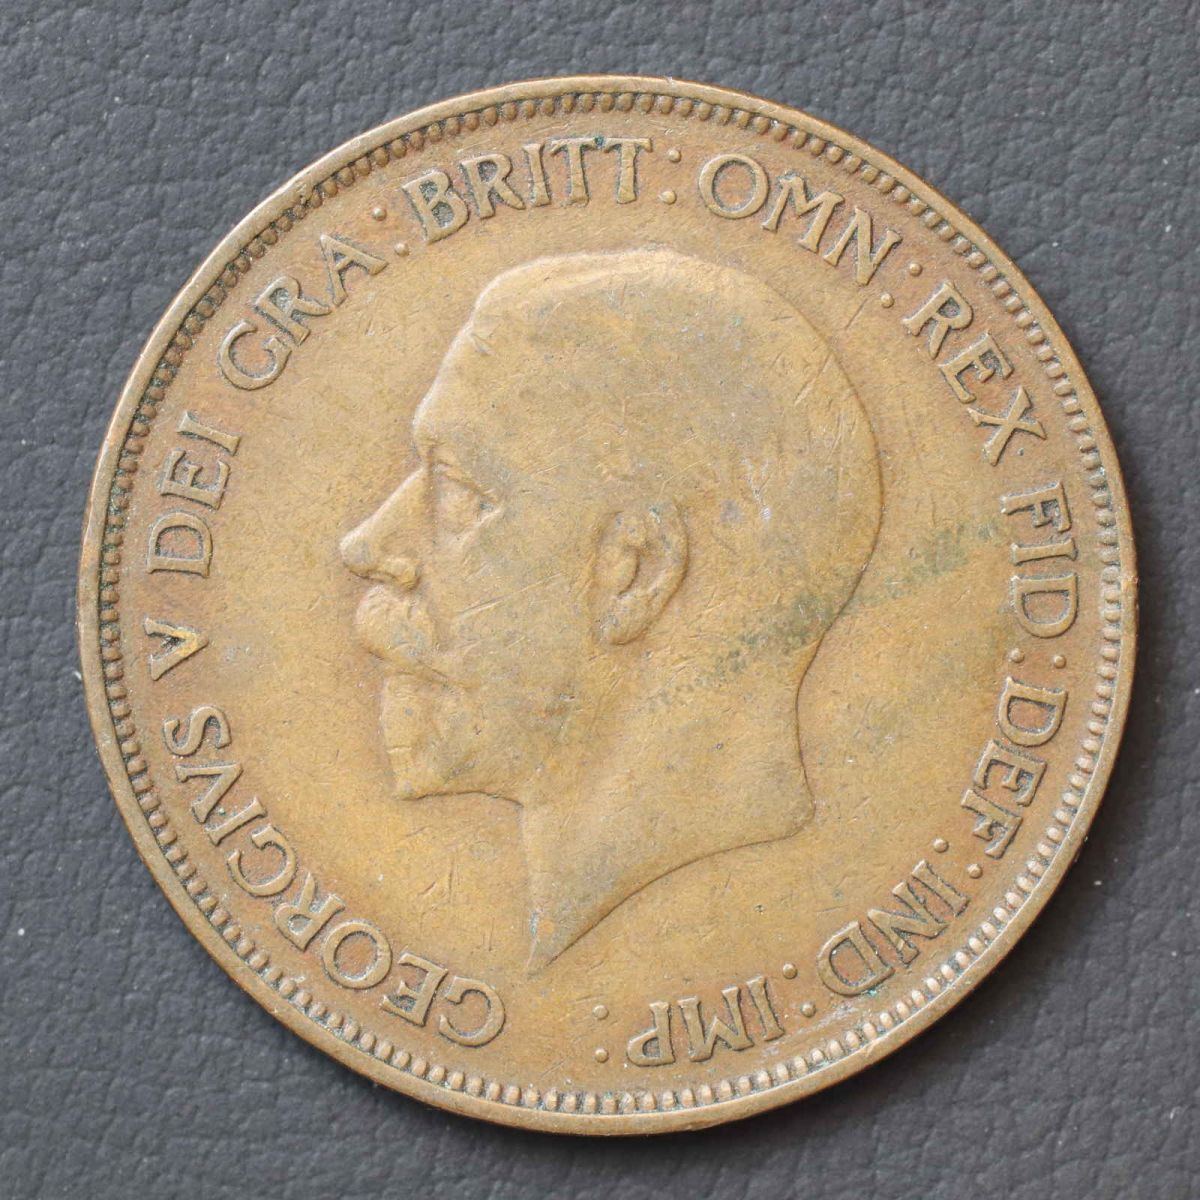 GEORGIVS V DEI GRA: BRITT: OMN: REX FID: DEF: IND: IMP: